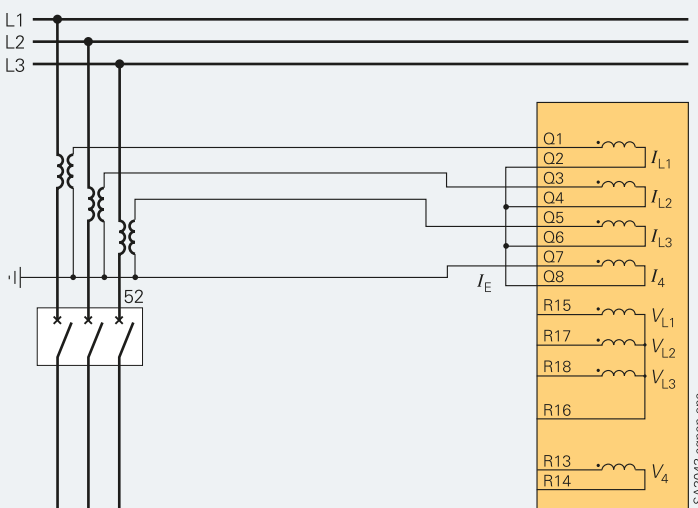 L1
L2
L3
52
I_E
Q1
Q2
I_L1
Q3
Q4
I_L2
Q5
Q6
I_L3
Q7
Q8
I_4
R15
V_L1
R17
V_L2
R18
V_L3
R16
R13
V_4
R14